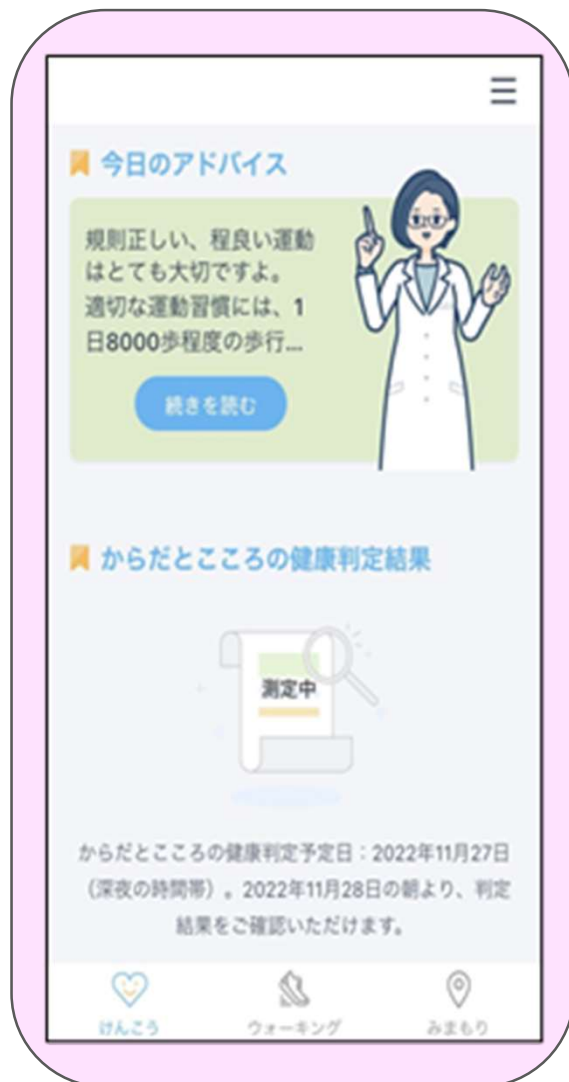 今日のアドバイス
規則正しい、程良い運動
はとても大切ですよ。
適切な運動習慣には、1
日8000歩程度の歩行...
続きを読む
からだとこころの健康判定結果
測定中
からだとこころの健康判定予定日：2022年11月27日
（深夜の時間帯）。2022年11月28日の朝より、判定
結果をご確認いただけます。
けんこう
ウォーキング
みまもり